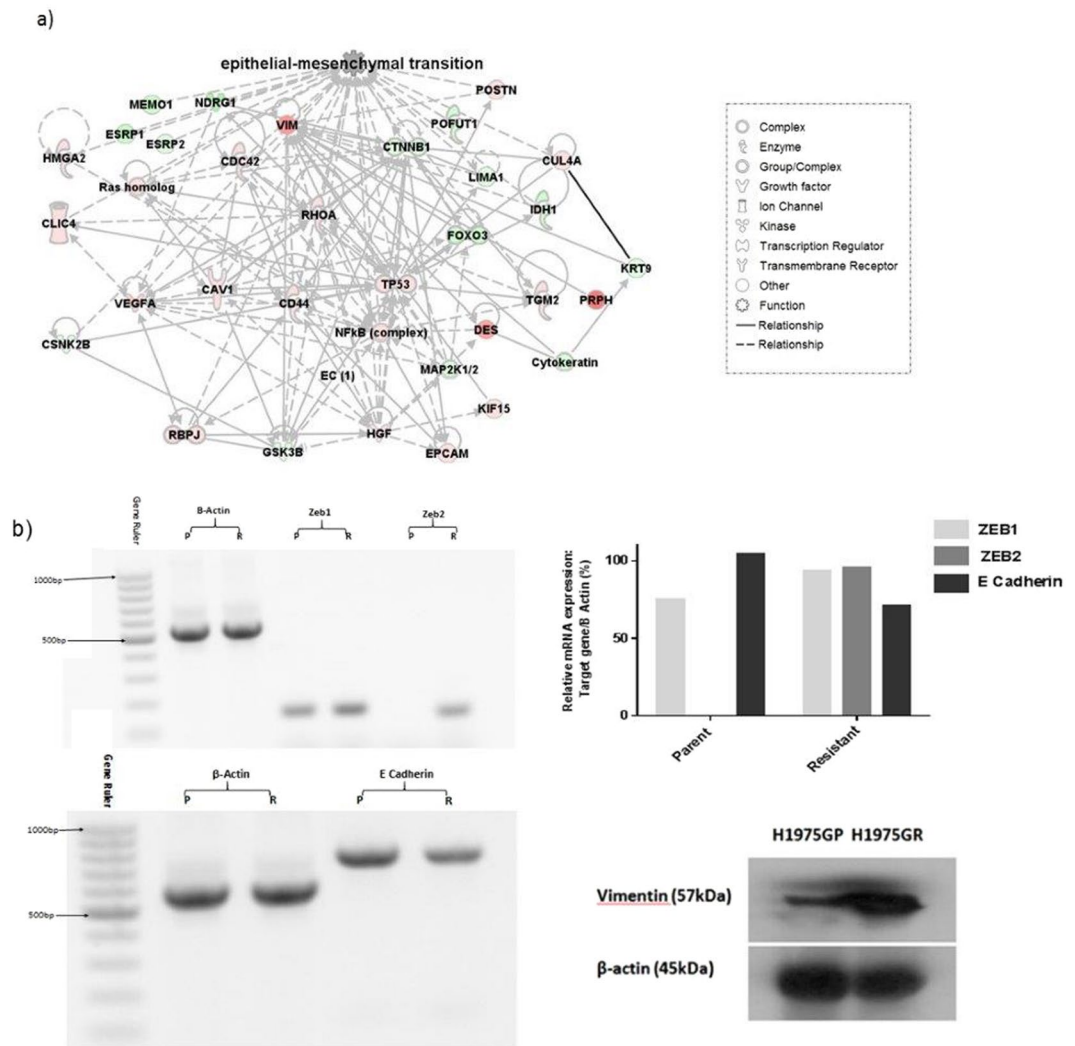 a)
epithelial-mesenchymal transition
MEMO1
NDRG1
POSTN
ESRP1
ESRP2
VIM
POFUT1
CTNNB1
HMGA2
CDC42
CUL4A
Ras homolog
LIMA1
CLIC4
RHOA
IDH1
FOXO3
KRT9
VEGFA
CAV1
CD44
TP53
TGM2
PRPH
CSNK2B
NFkB (complex)
DES
EC (1)
MAP2K1/2
Cytokeratin
KIF15
RBPJ
GSK3B
HGF
EPCAM
Complex
Enzyme
Group/Complex
Growth factor
Ion Channel
Kinase
Transcription Regulator
Transmembrane Receptor
Other
Function
Relationship
Relationship
b)
Gene Ruler
B-Actin
Zeb1
Zeb2
P R P R P R
1000bp
500bp
Gene Ruler
β-Actin
E Cadherin
P R P R
1000bp
500bp
Relative mRNA expression:
Target gene/B Actin (%)
100
50
0
Parent
Resistant
ZEB1
ZEB2
E Cadherin
H1975GP H1975GR
Vimentin (57kDa)
β-actin (45kDa)